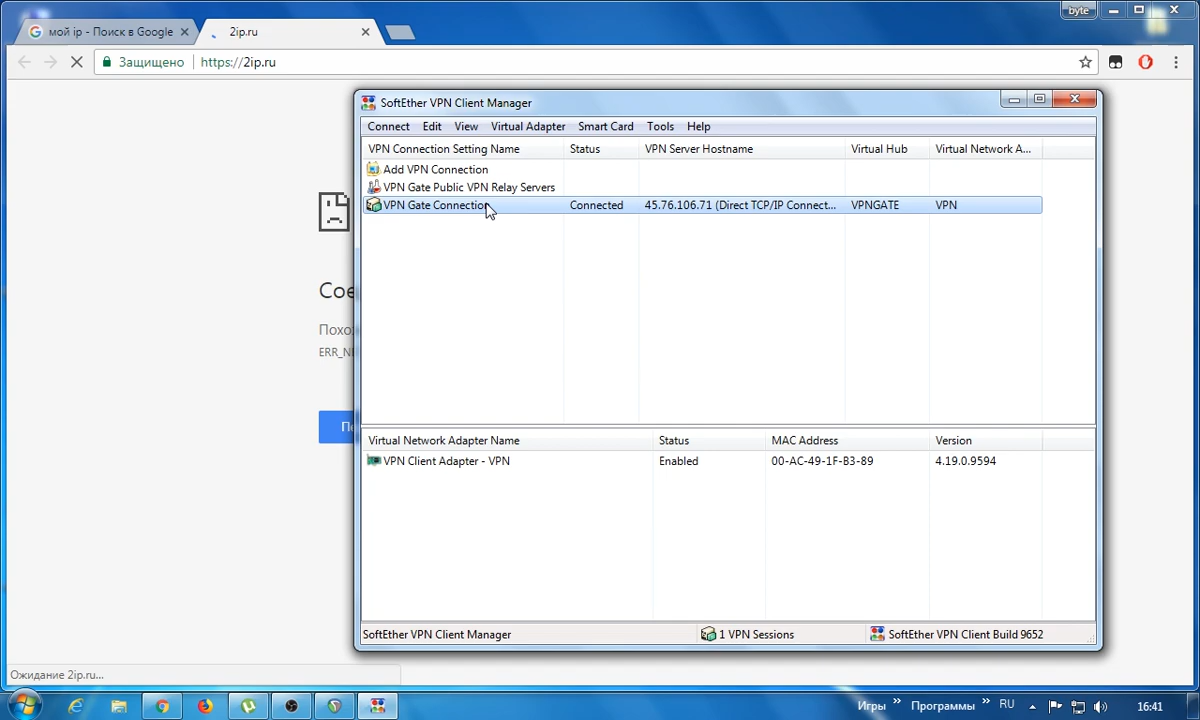 byte
мой ip - Поиск в Google
2ip.ru
Защищено
https://2ip.ru
SoftEther VPN Client Manager
Connect Edit View Virtual Adapter Smart Card Tools Help
VPN Connection Setting Name Status VPN Server Hostname Virtual Hub Virtual Network A...
Add VPN Connection
VPN Gate Public VPN Relay Servers
VPN Gate Connection Connected 45.76.106.71 (Direct TCP/IP Connect... VPNGATE VPN
Сое
Похо
ERR_NE
Virtual Network Adapter Name Status MAC Address Version
VPN Client Adapter - VPN Enabled 00-AC-49-1F-B3-89 4.19.0.9594
SoftEther VPN Client Manager 1 VPN Sessions SoftEther VPN Client Build 9652
Ожидание 2ip.ru...
Игры » Программы » RU 16:41